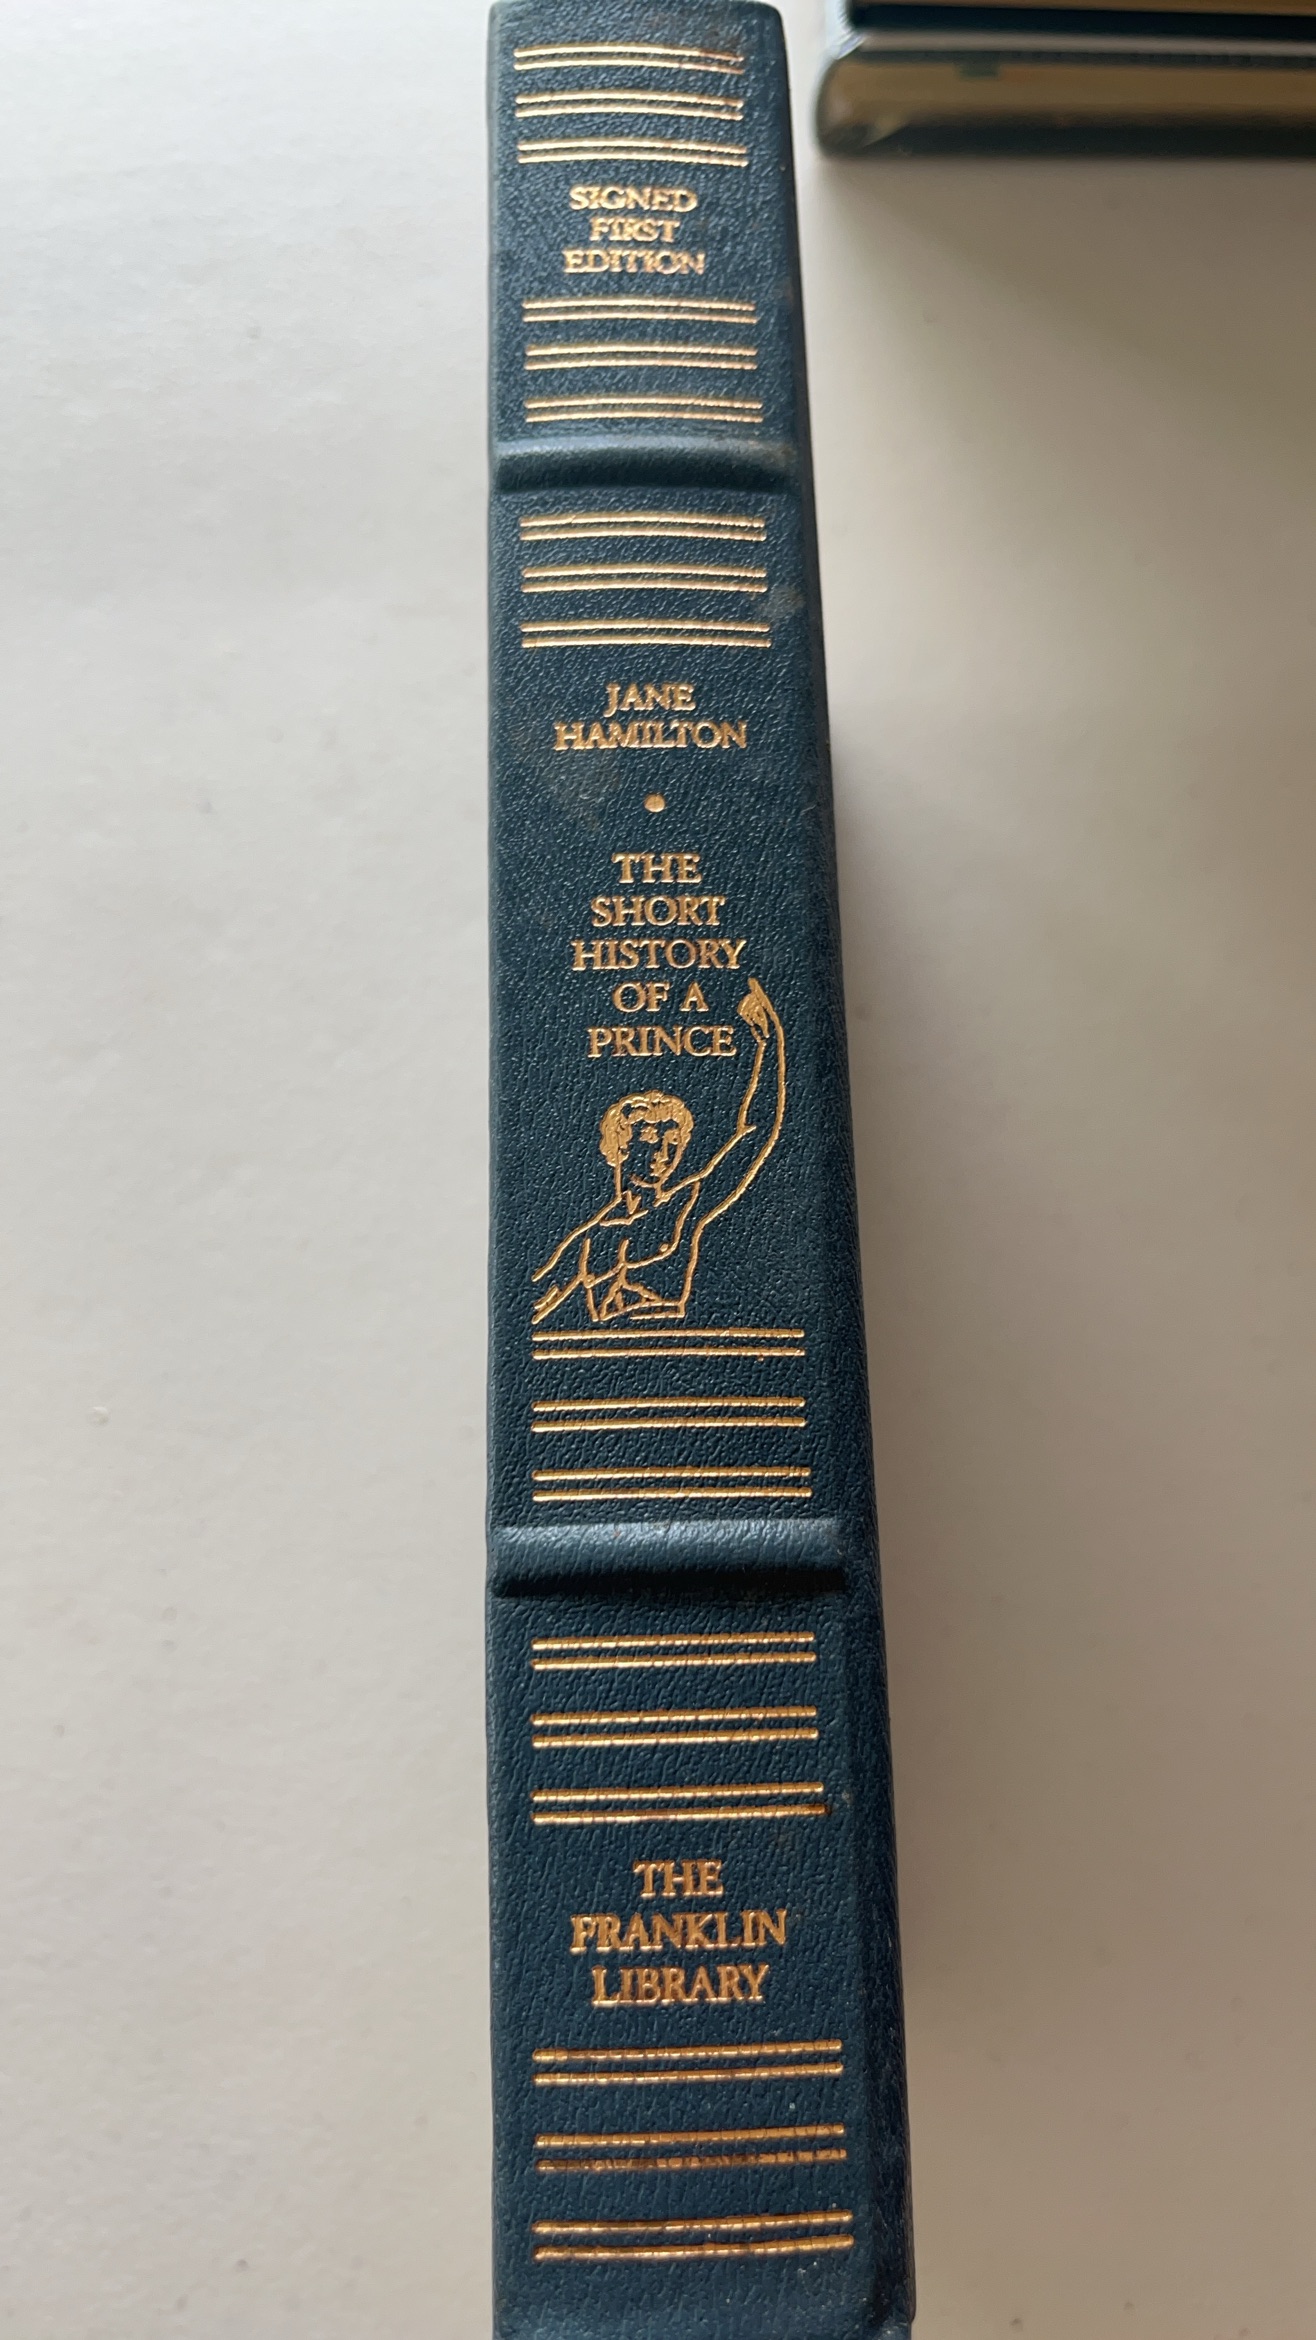 SIGNED
FIRST
EDITION
JANE
HAMILTON
•
THE
SHORT
HISTORY
OF A
PRINCE
THE
FRANKLIN
LIBRARY